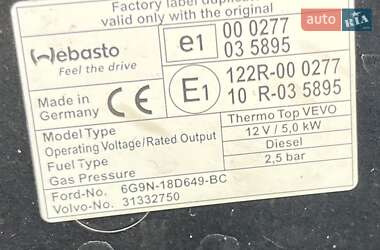 Factory label duplicate
valid only with the original
auto.RIA
Webasto
Feel the drive
e1
00 0277
03 5895
Made in
Germany
CE
E1
122R-00 0277
10 R-03 5895
Model Type
Thermo Top VEVO
Operating Voltage/Rated Output
12 V / 5,0 kW
Fuel Type
Diesel
Gas Pressure
2,5 bar
Ford-No.
6G9N-18D649-BC
Volvo-No.
31332750